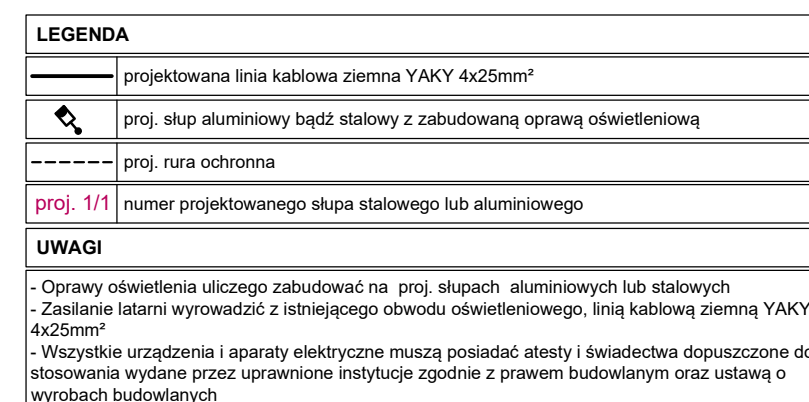 LEGENDA
projektowana linia kablowa ziemna YAKY 4x25mm²
proj. słup aluminiowy bądź stalowy z zabudowaną oprawą oświetleniową
proj. rura ochronna
proj. 1/1 numer projektowanego słupa stalowego lub aluminiowego
UWAGI
- Oprawy oświetlenia uliczego zabudować na proj. słupach aluminiowych lub stalowych
- Zasilanie latarni wyrowadzić z istniejącego obwodu oświetleniowego, linią kablową ziemną YAKY
4x25mm²
- Wszystkie urządzenia i aparaty elektryczne muszą posiadać atesty i świadectwa dopuszczone do
stosowania wydane przez uprawnione instytucje zgodnie z prawem budowlanym oraz ustawą o
wyrobach budowlanych